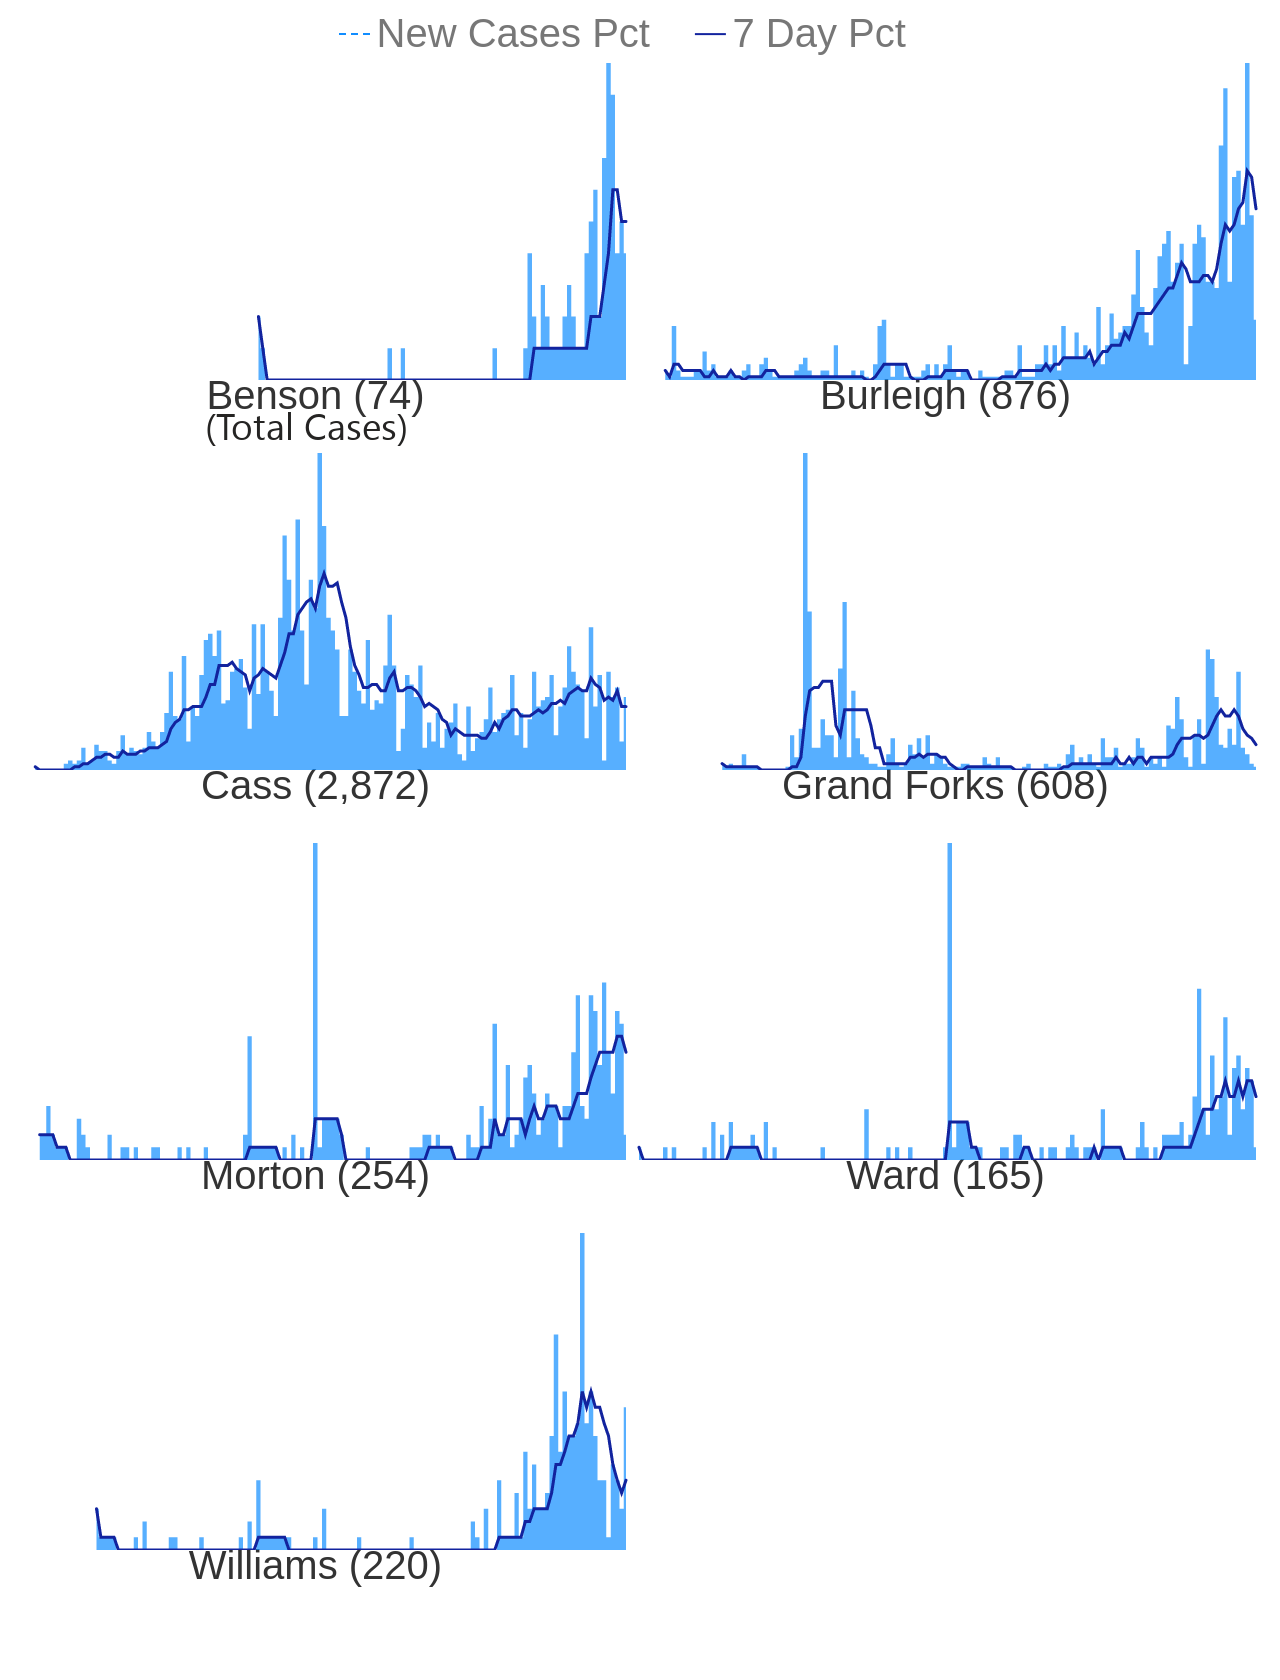 New Cases Pct 7 Day Pct
Benson (74)
(Total Cases)
Burleigh (876)
Cass (2,872)
Grand Forks (608)
Morton (254)
Ward (165)
Williams (220)